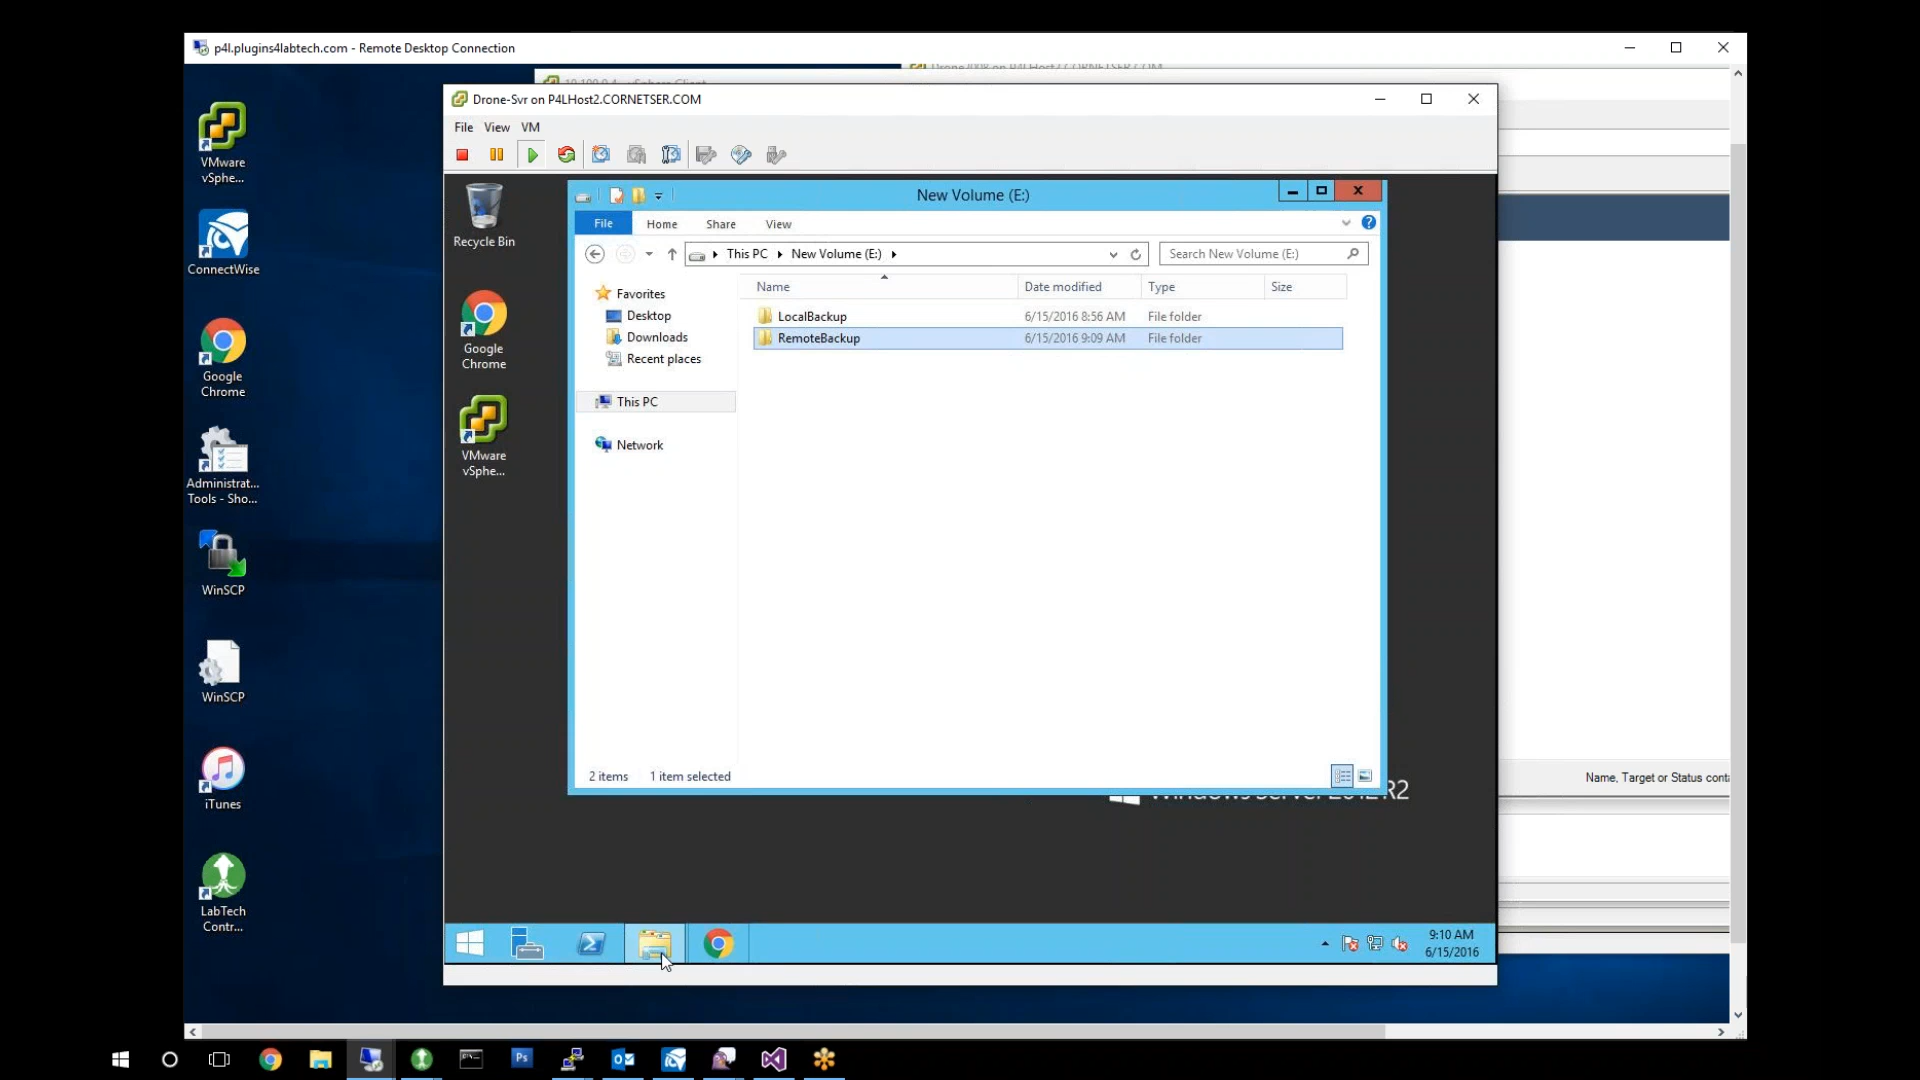 p4l.plugins4labtech.com - Remote Desktop Connection
Drone-Svr on P4LHost2.CORNETSER.COM
File View VM
VMware
vSphe...
ConnectWise
Google
Chrome
Administrat...
Tools - Sho...
WinSCP
WinSCP
iTunes
LabTech
Contr...
Recycle Bin
Google
Chrome
VMware
vSphe...
New Volume (E:)
File Home Share View
This PC New Volume (E:)
Search New Volume (E:)
Favorites
Desktop
Downloads
Recent places
This PC
Network
Name Date modified Type Size
LocalBackup 6/15/2016 8:56 AM File folder
RemoteBackup 6/15/2016 9:09 AM File folder
2 items 1 item selected
Name, Target or Status conta
9:10 AM
6/15/2016
Ps